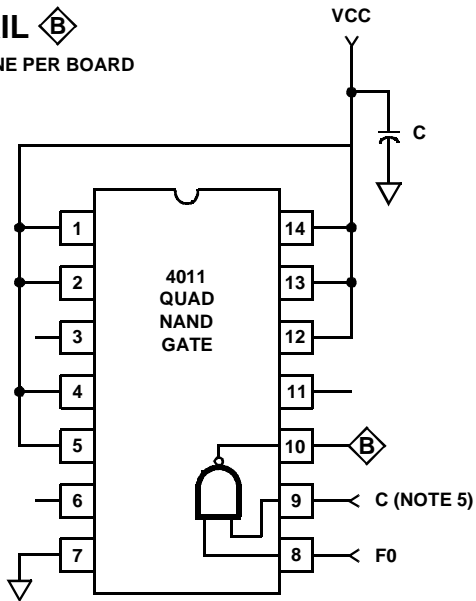 IL B
NE PER BOARD
VCC
C
1
14
2
13
4011
QUAD
NAND
GATE
3
12
4
11
5
10
B
6
9
C (NOTE 5)
7
8
F0